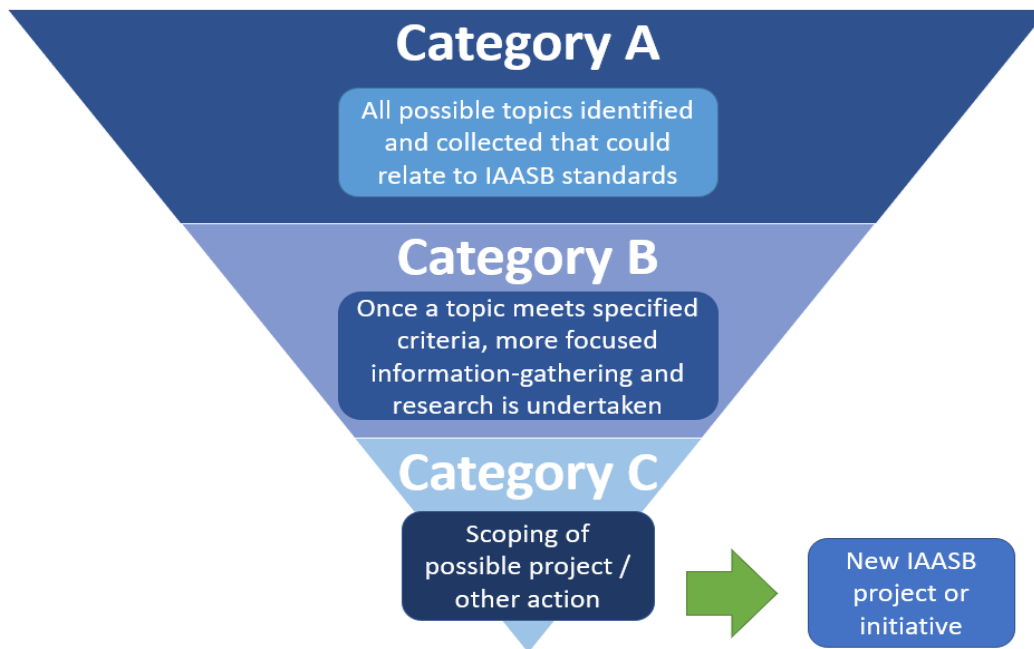 Category A
All possible topics identified
and collected that could
relate to IAASB standards
Category B
Once a topic meets specified
criteria, more focused
information-gathering and
research is undertaken
Category C
Scoping of
possible project /
other action
New IAASB
project or
initiative